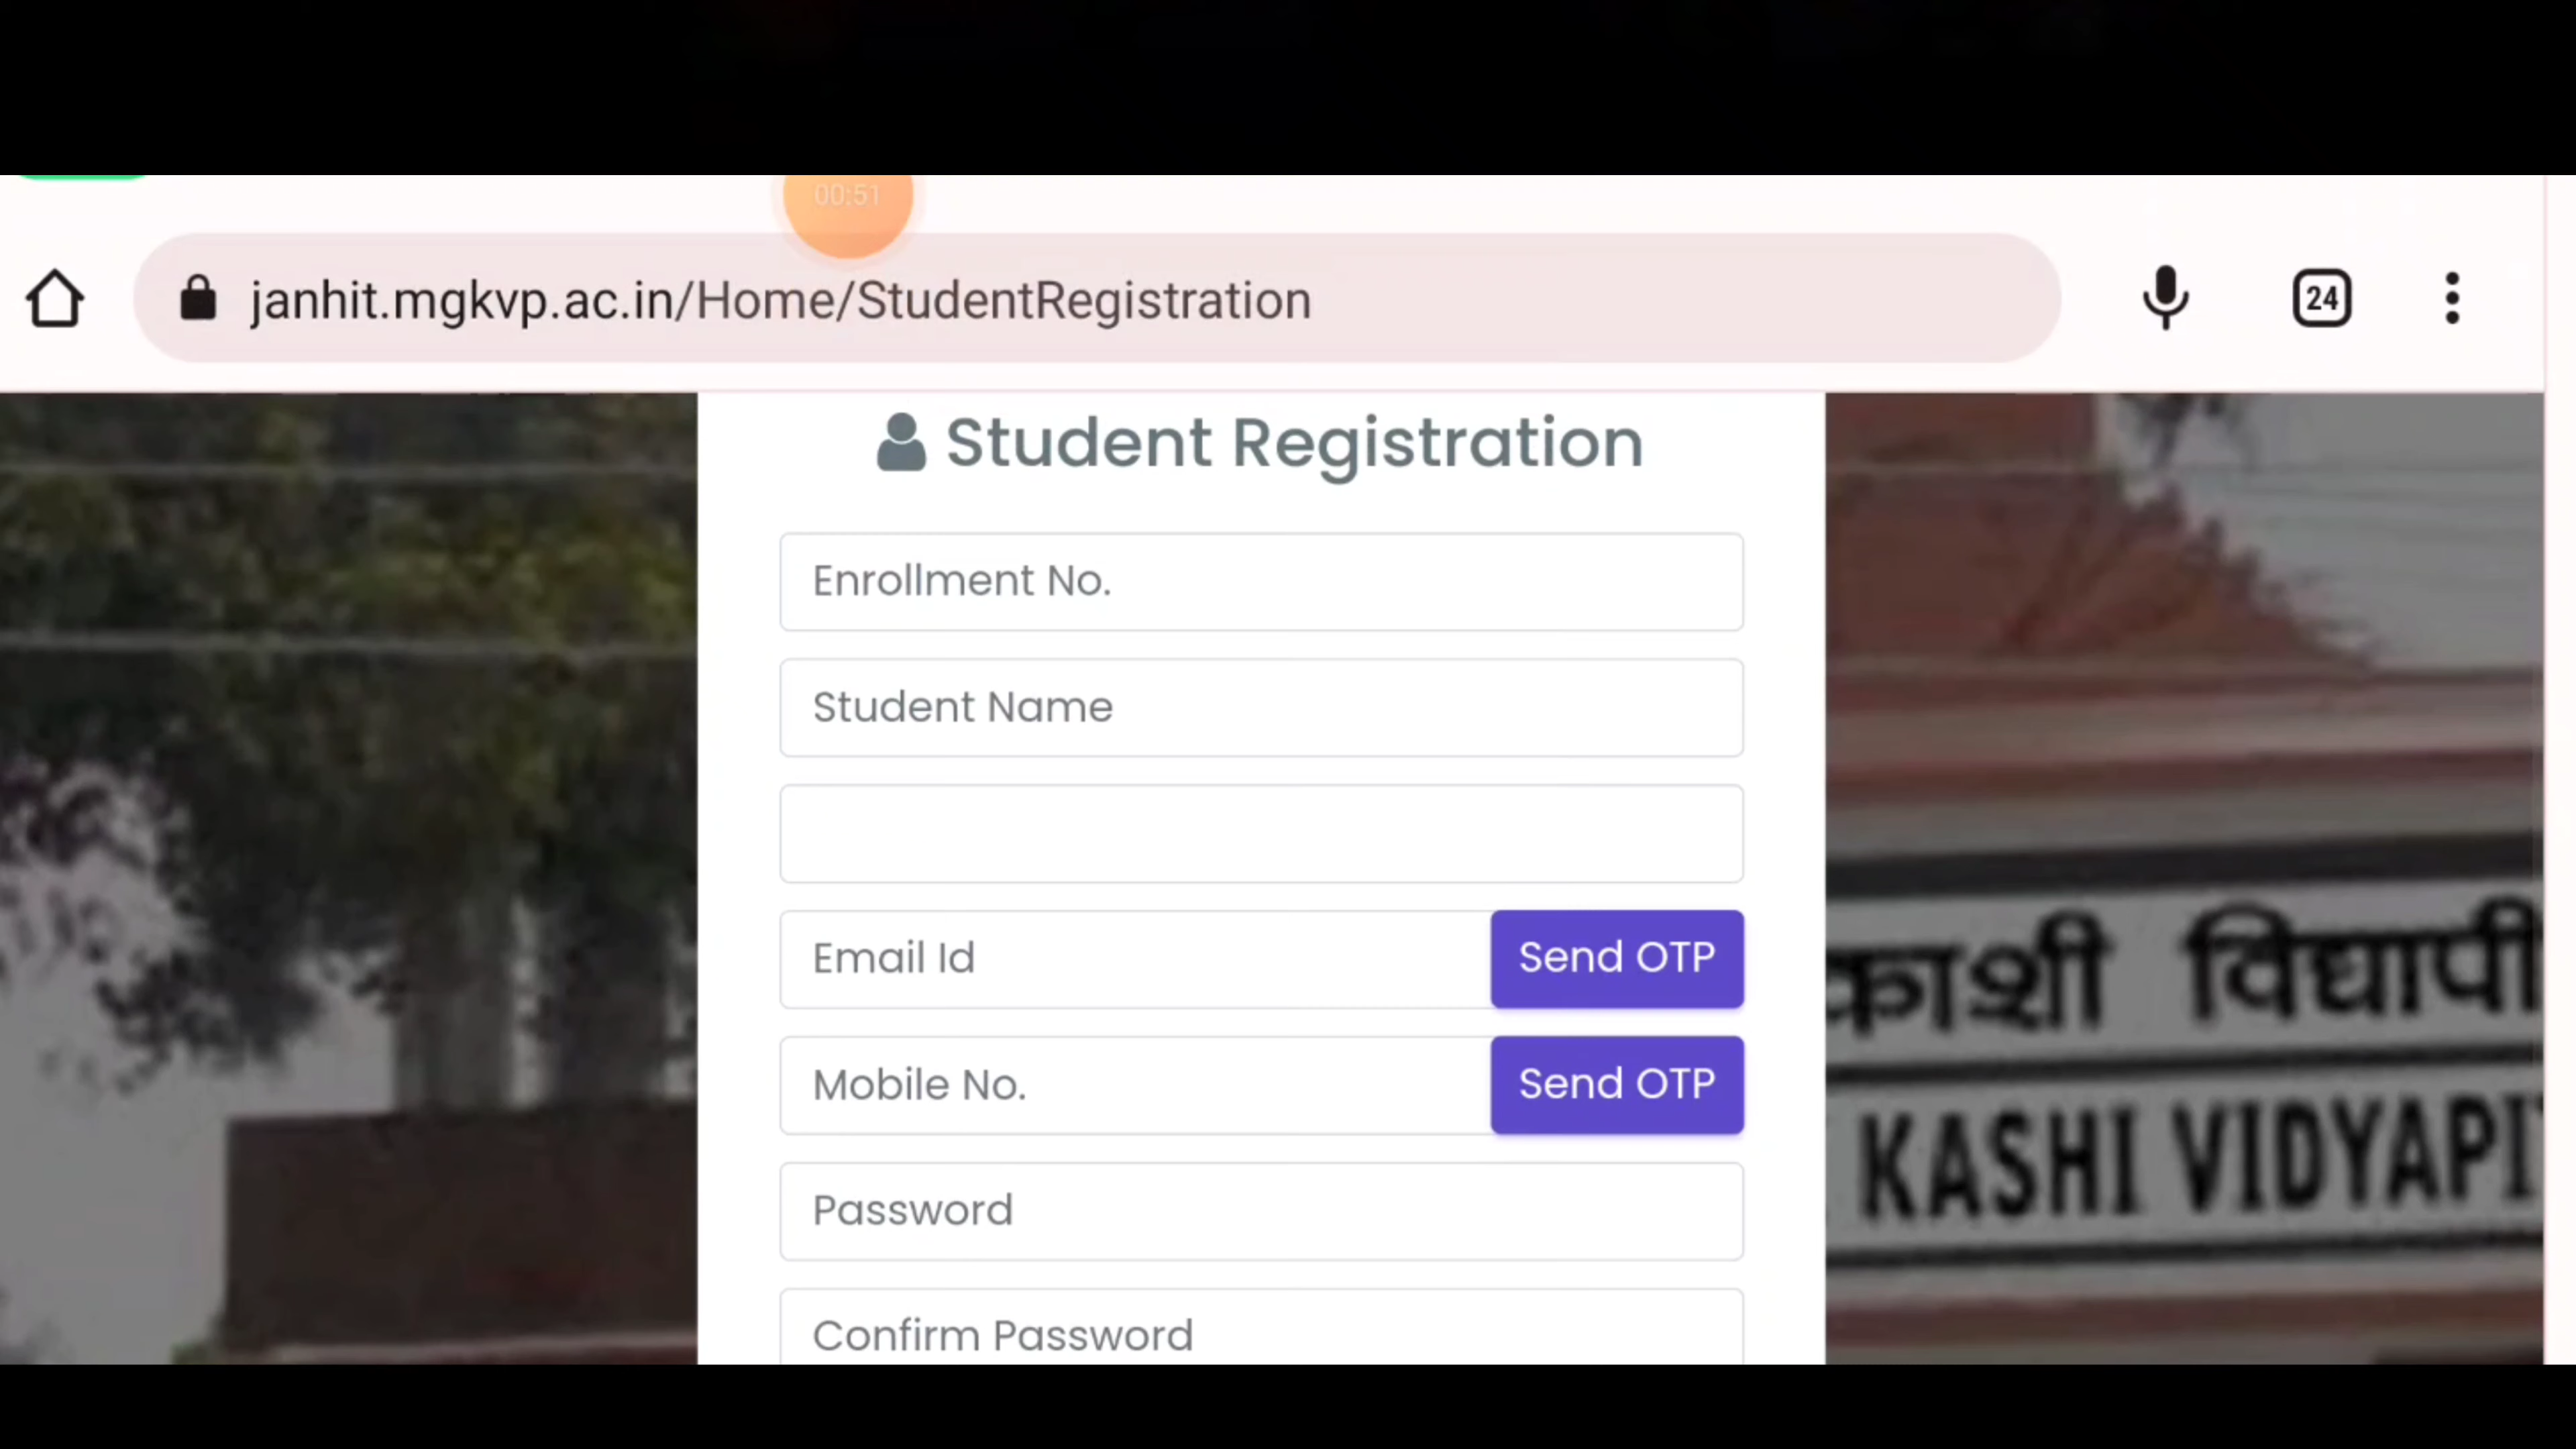 00:51
janhit.mgkvp.ac.in/Home/StudentRegistration
24
Student Registration
Enrollment No.
Student Name
Email Id
Send OTP
Mobile No.
Send OTP
Password
Confirm Password
काशी विद्यापी
KASHI VIDYAPI